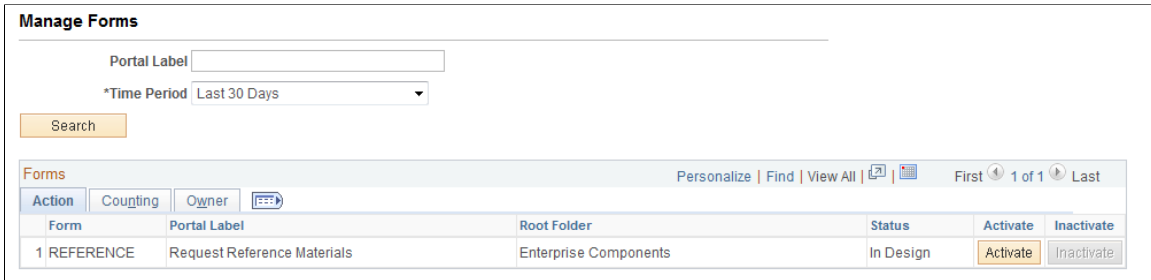 Manage Forms
Portal Label
*Time Period Last 30 Days
Search
Forms Personalize | Find | View All | | First 1 of 1 Last
Action Counting Owner
Form Portal Label Root Folder Status Activate Inactivate
1 REFERENCE Request Reference Materials Enterprise Components In Design Activate Inactivate